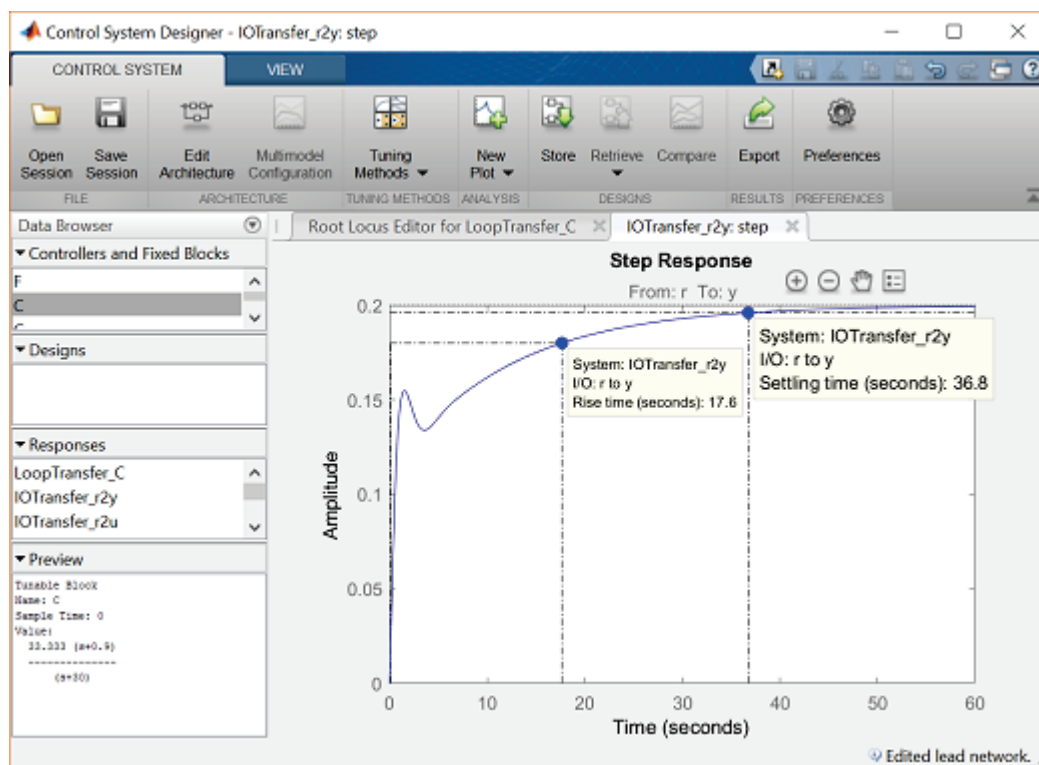 Control System Designer - IOTransfer_r2y: step
CONTROL SYSTEM
VIEW
Open Session
Save Session
Edit Architecture
Multimodel Configuration
Tuning Methods
New Plot
Store
Retrieve
Compare
Export
Preferences
FILE
ARCHITECTURE
TUNING METHODS
ANALYSIS
DESIGNS
RESULTS
PREFERENCES
Data Browser
Controllers and Fixed Blocks
F
C
Designs
Responses
LoopTransfer_C
IOTransfer_r2y
IOTransfer_r2u
Preview
Tunable Block
Name: C
Sample Time: 0
Value:
33.333 (s+0.9)
--------------
(s+30)
Root Locus Editor for LoopTransfer_C
IOTransfer_r2y: step
Step Response
From: r To: y
Amplitude
0.2
0.15
0.1
0.05
0
System: IOTransfer_r2y
I/O: r to y
Rise time (seconds): 17.6
System: IOTransfer_r2y
I/O: r to y
Settling time (seconds): 36.8
0
10
20
30
40
50
60
Time (seconds)
Edited lead network.